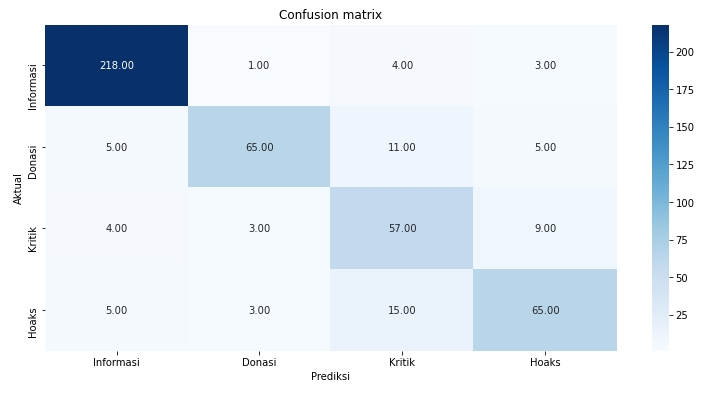 Confusion matrix
Aktual
Informasi 218.00 1.00 4.00 3.00
Donasi 5.00 65.00 11.00 5.00
Kritik 4.00 3.00 57.00 9.00
Hoaks 5.00 3.00 15.00 65.00
Informasi Donasi Kritik Hoaks
Prediksi
200
175
150
125
100
75
50
25